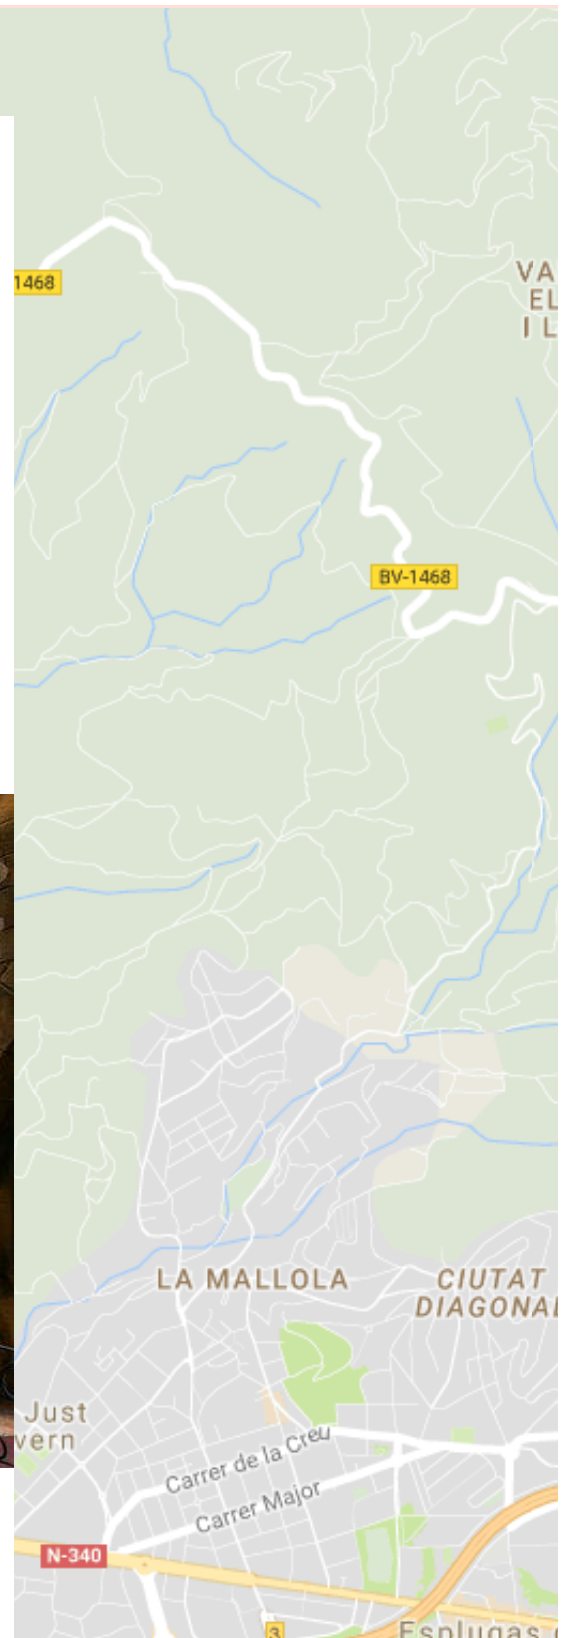 1468
VA
EL
I L
BV-1468
LA MALLOLA
CIUTAT
DIAGONAL
Just
vern
Carrer de la Creu
Carrer Major
N-340
3
Esplugas